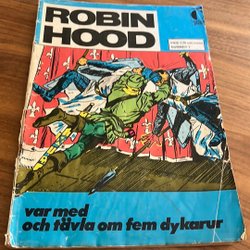 ROBIN
HOOD
var med
och tävla om fem dykarur